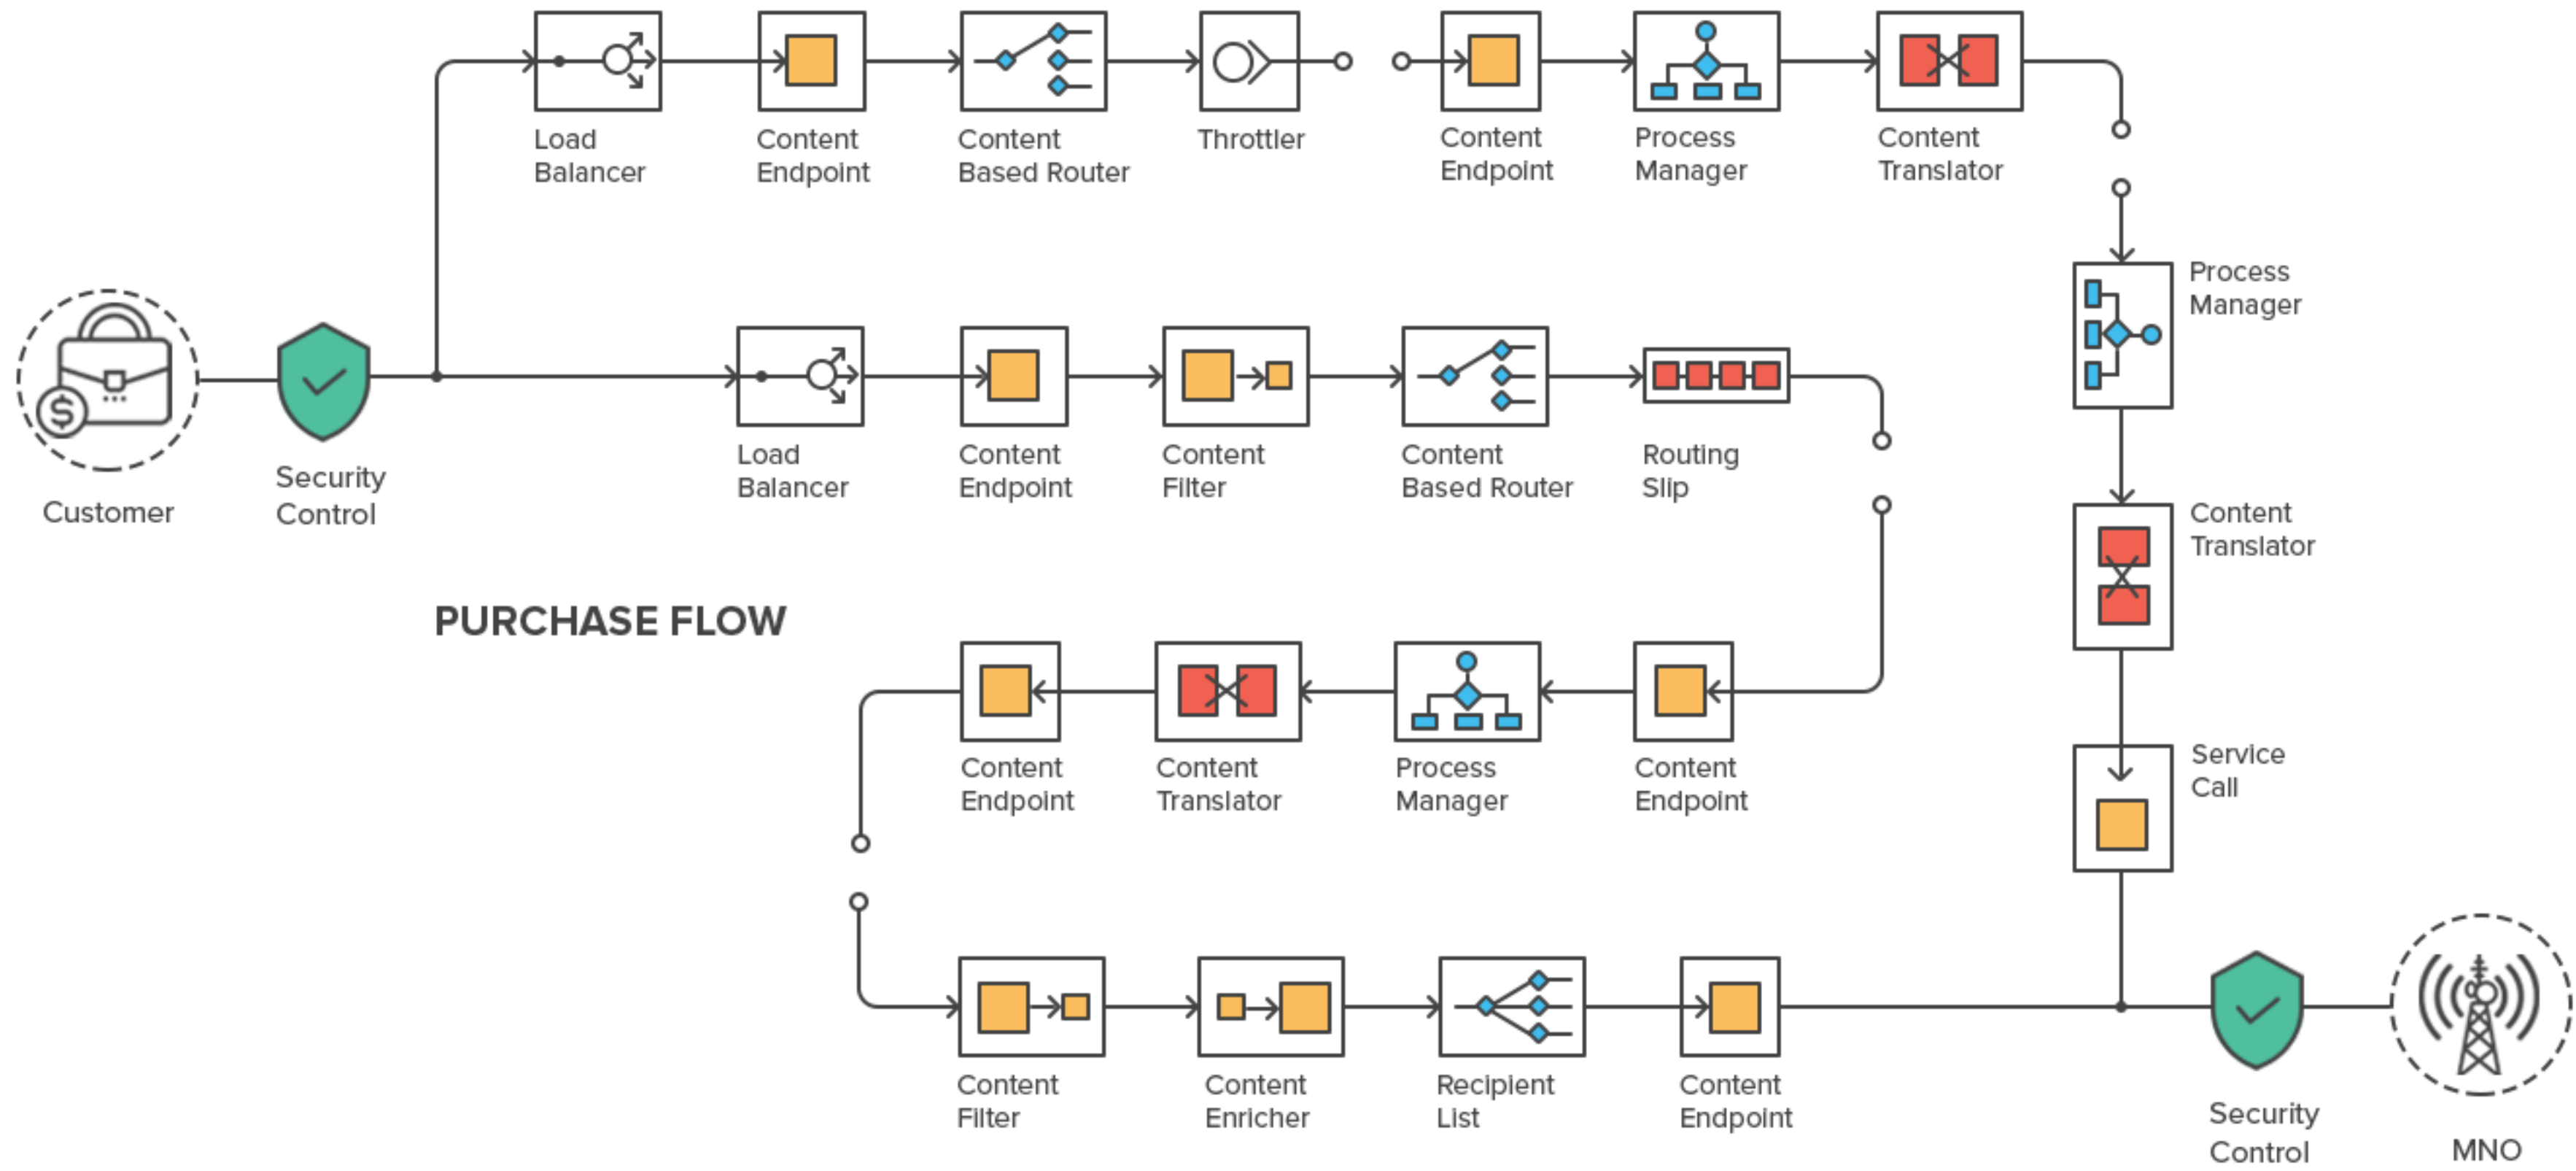 Load
Balancer
Content
Endpoint
Content
Based Router
Throttler
Content
Endpoint
Process
Manager
Content
Translator
Process
Manager
Customer
Security
Control
$
Load
Balancer
Content
Endpoint
Content
Filter
Content
Based Router
Routing
Slip
Content
Translator
PURCHASE FLOW
Content
Endpoint
Content
Translator
Process
Manager
Content
Endpoint
Service
Call
Content
Filter
Content
Enricher
Recipient
List
Content
Endpoint
Security
Control
MNO